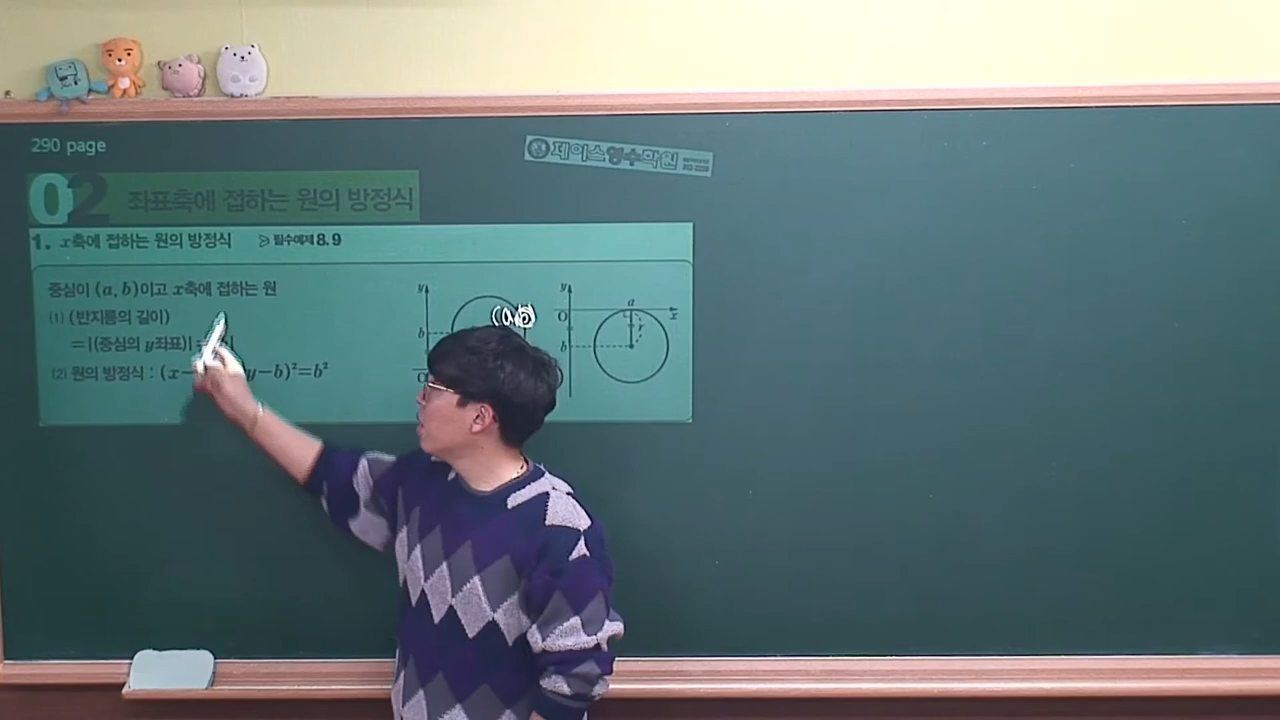 290 page
제이스영수학원
02 좌표축에 접하는 원의 방정식
1. x축에 접하는 원의 방정식 필수예제 8, 9
중심이 (a, b)이고 x축에 접하는 원
(1) (반지름의 길이)
=|(중심의 y좌표)|
(2) 원의 방정식 : (x− y−b)²=b²
y
(a,b)
b
O
y
a
O
x
r
b